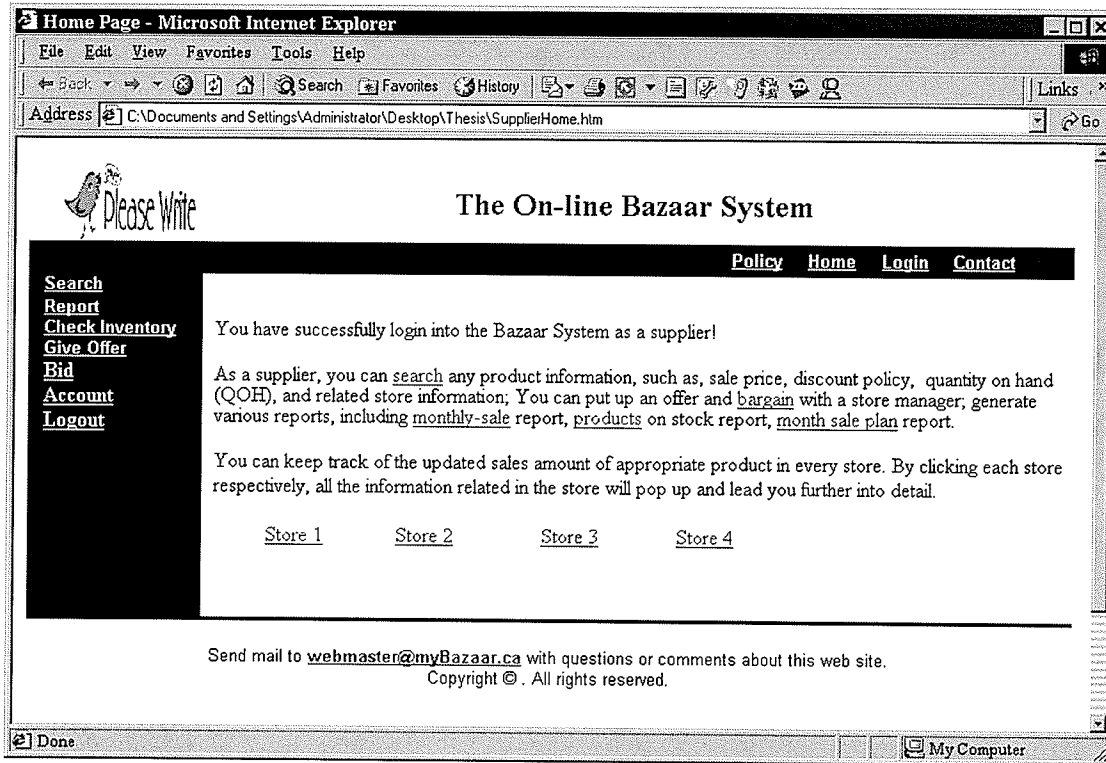 Home Page - Microsoft Internet Explorer
File Edit View Favorites Tools Help
Back Search Favorites History Links »
Address C:\Documents and Settings\Administrator\Desktop\Thesis\SupplierHome.htm Go
Please Write
The On-line Bazaar System
Policy Home Login Contact
Search
Report
Check Inventory
Give Offer
Bid
Account
Logout
You have successfully login into the Bazaar System as a supplier!
As a supplier, you can search any product information, such as, sale price, discount policy, quantity on hand
(QOH), and related store information; You can put up an offer and bargain with a store manager; generate
various reports, including monthly-sale report, products on stock report, month sale plan report.
You can keep track of the updated sales amount of appropriate product in every store. By clicking each store
respectively, all the information related in the store will pop up and lead you further into detail.
Store 1 Store 2 Store 3 Store 4
Send mail to webmaster@myBazaar.ca with questions or comments about this web site.
Copyright © . All rights reserved.
Done My Computer